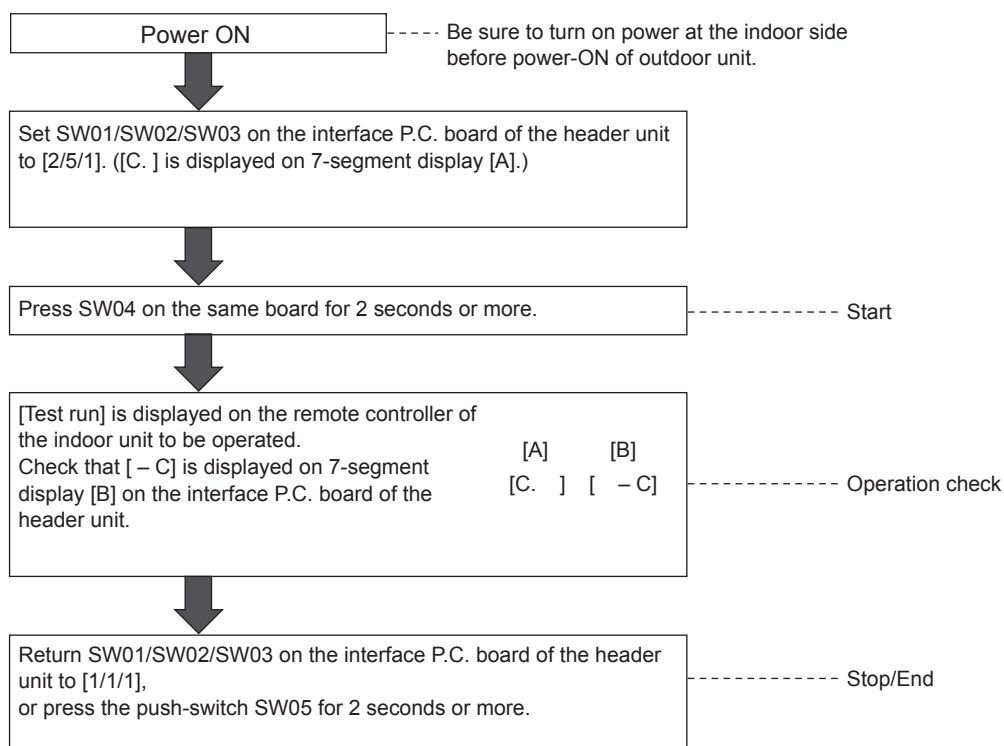 Power ON
Be sure to turn on power at the indoor side
before power-ON of outdoor unit.
Set SW01/SW02/SW03 on the interface P.C. board of the header unit
to [2/5/1]. ([C. ] is displayed on 7-segment display [A].)
Press SW04 on the same board for 2 seconds or more.
Start
[Test run] is displayed on the remote controller of
the indoor unit to be operated.
Check that [ – C] is displayed on 7-segment
display [B] on the interface P.C. board of the
header unit.
[A] [B]
[C. ] [ – C]
Operation check
Return SW01/SW02/SW03 on the interface P.C. board of the header
unit to [1/1/1],
or press the push-switch SW05 for 2 seconds or more.
Stop/End